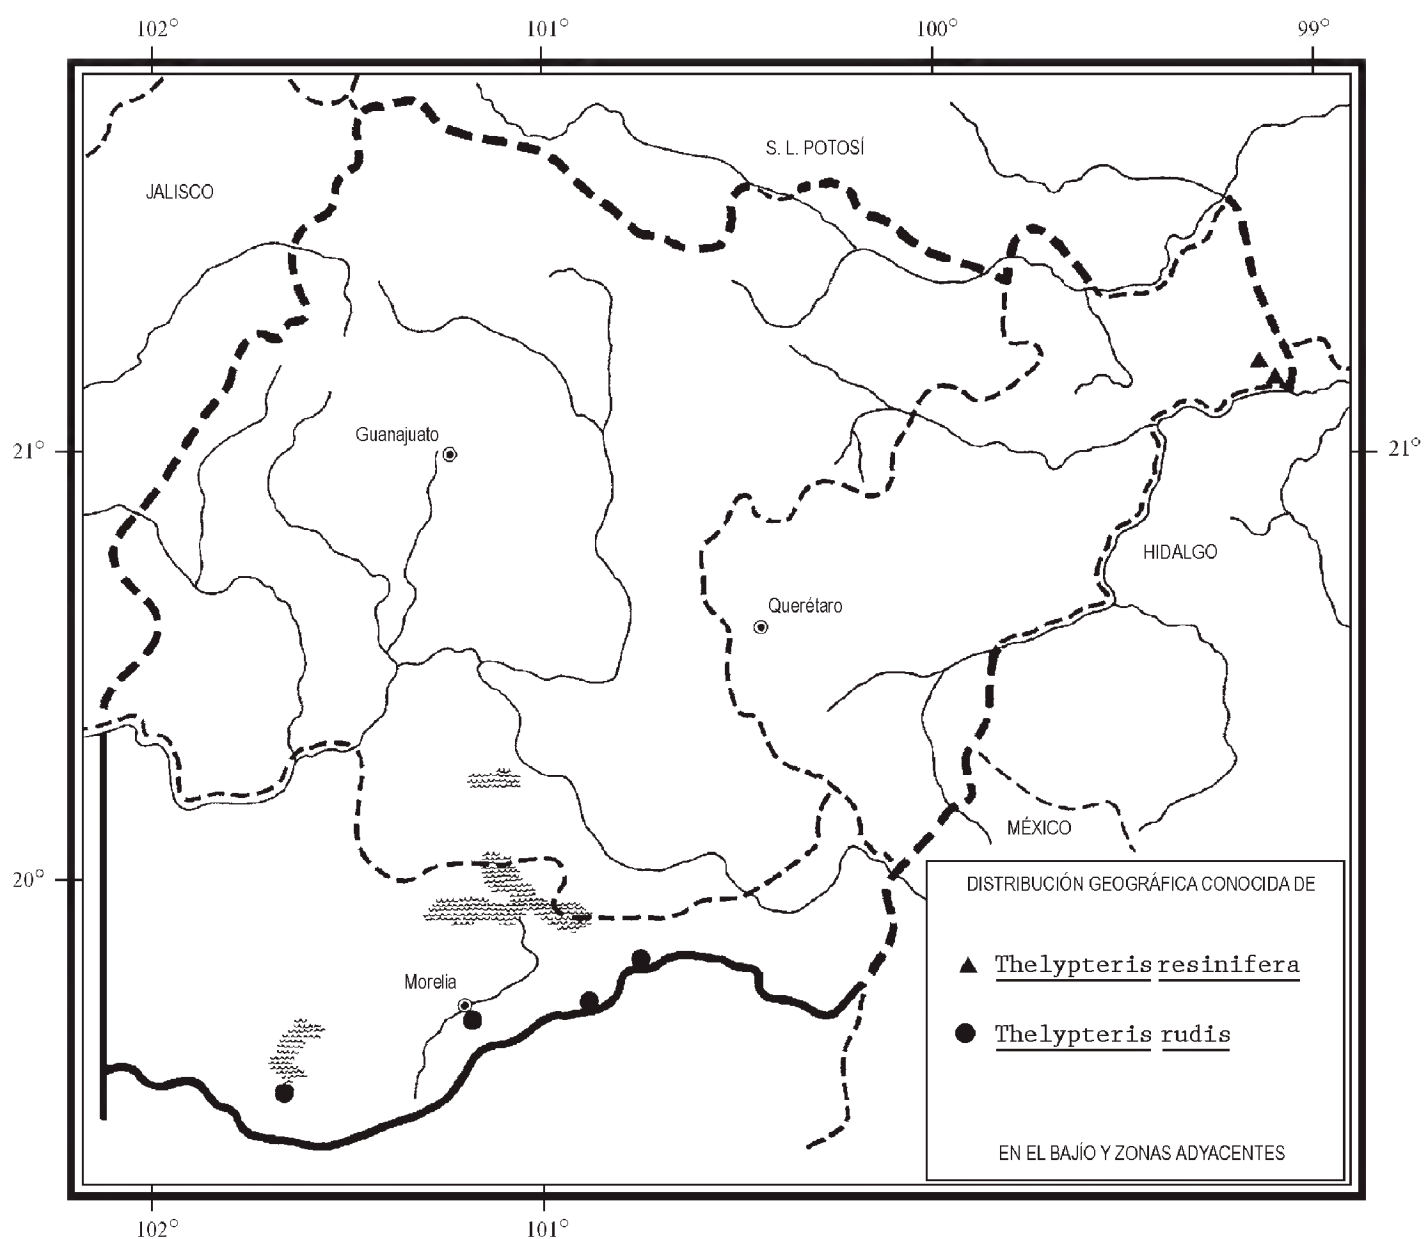 102° 101° 100° 99°
S. L. POTOSÍ
JALISCO
Guanajuato
21° 21°
HIDALGO
Querétaro
MÉXICO
20°
DISTRIBUCIÓN GEOGRÁFICA CONOCIDA DE
Thelypteris resinifera
Morelia
Thelypteris rudis
EN EL BAJÍO Y ZONAS ADYACENTES
102° 101°